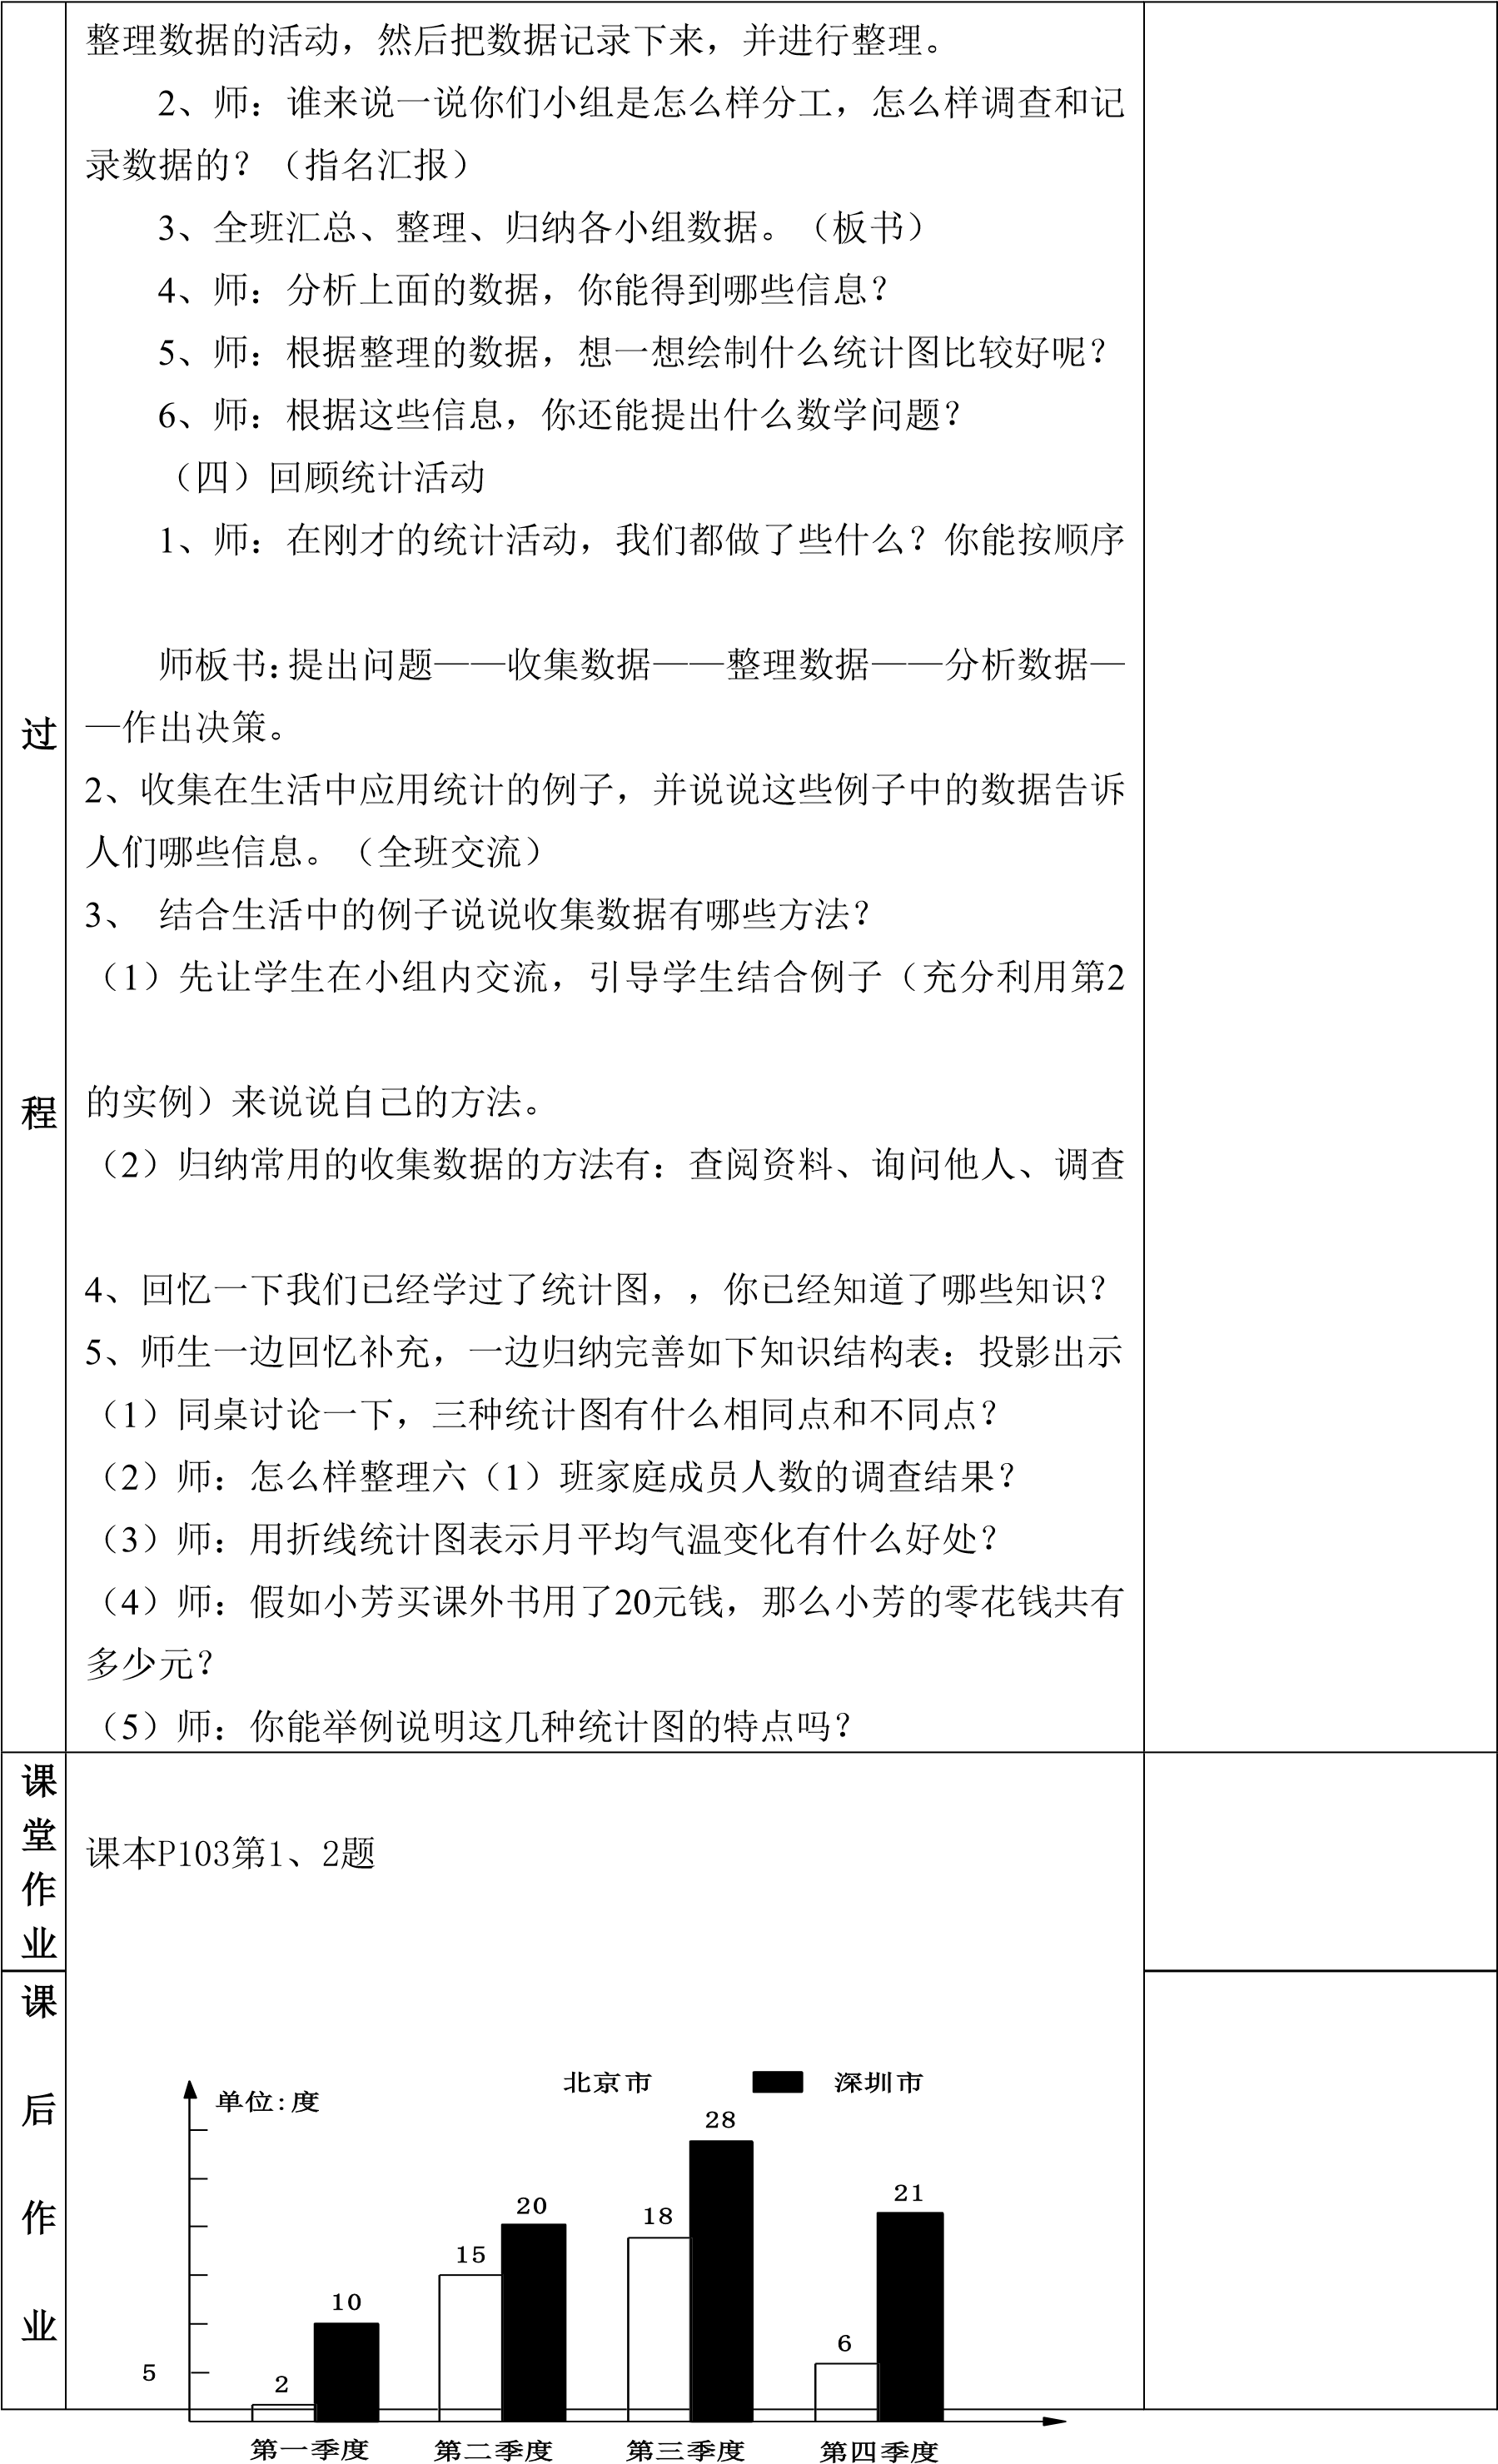 整理数据的活动，然后把数据记录下来，并进行整理。
2、师：谁来说一说你们小组是怎么样分工，怎么样调查和记
录数据的？（指名汇报）
3、全班汇总、整理、归纳各小组数据。（板书）
4、师：分析上面的数据，你能得到哪些信息？
5、师：根据整理的数据，想一想绘制什么统计图比较好呢？
6、师：根据这些信息，你还能提出什么数学问题？
（四）回顾统计活动
1、师：在刚才的统计活动，我们都做了些什么？你能按顺序
师板书：提出问题——收集数据——整理数据——分析数据—
—作出决策。
2、收集在生活中应用统计的例子，并说说这些例子中的数据告诉
人们哪些信息。（全班交流）
3、 结合生活中的例子说说收集数据有哪些方法？
（1）先让学生在小组内交流，引导学生结合例子（充分利用第2
的实例）来说说自己的方法。
（2）归纳常用的收集数据的方法有：查阅资料、询问他人、调查
4、回忆一下我们已经学过了统计图，，你已经知道了哪些知识？
5、师生一边回忆补充，一边归纳完善如下知识结构表：投影出示
（1）同桌讨论一下，三种统计图有什么相同点和不同点？
（2）师：怎么样整理六（1）班家庭成员人数的调查结果？
（3）师：用折线统计图表示月平均气温变化有什么好处？
（4）师：假如小芳买课外书用了20元钱，那么小芳的零花钱共有
多少元？
（5）师：你能举例说明这几种统计图的特点吗？
过
程
课
堂
作
业
课本P103第1、2题
课
后
作
业
北京市 深圳市
单位：度
28
20
21
18
15
10
6
5
2
第一季度 第二季度 第三季度 第四季度